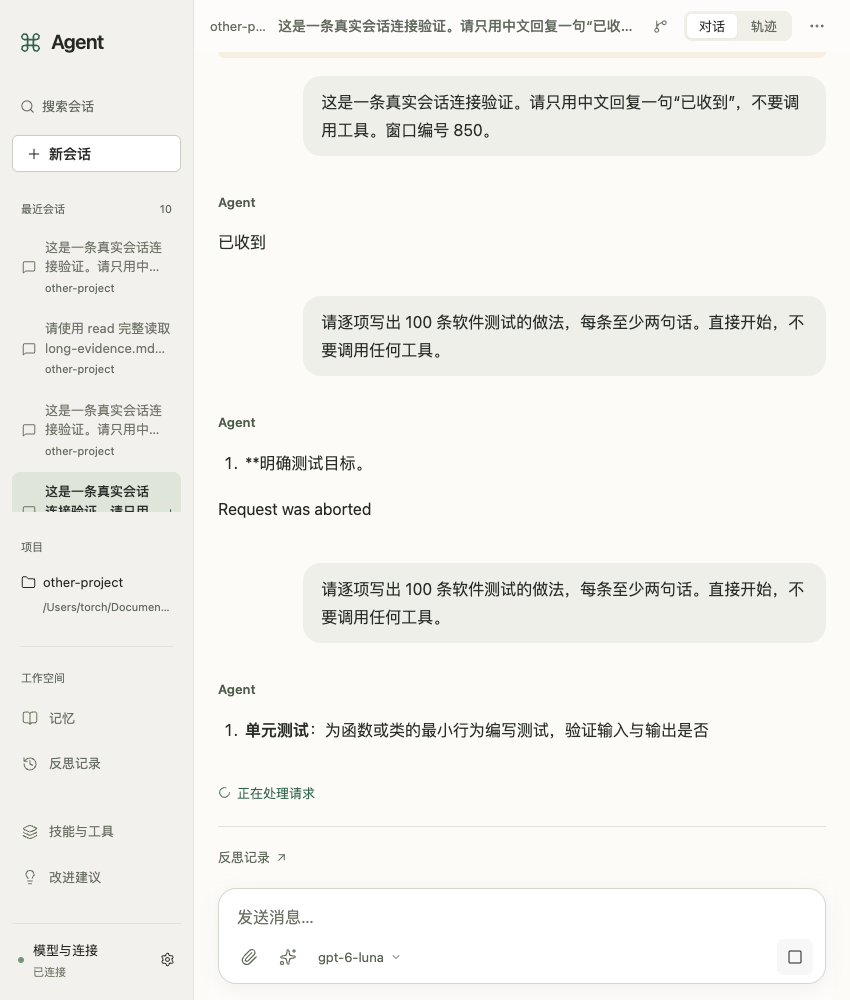 Agent
搜索会话
新会话
最近会话 10
这是一条真实会话连
接验证。请只用中...
other-project
请使用 read 完整读取
long-evidence.md...
other-project
这是一条真实会话连
接验证。请只用中...
other-project
这是一条真实会话
连接验证。请只用
项目
other-project
/Users/torch/Documen...
工作空间
记忆
反思记录
技能与工具
改进建议
模型与连接
已连接
other-p... 这是一条真实会话连接验证。请只用中文回复一句“已收... 对话 轨迹
这是一条真实会话连接验证。请只用中文回复一句“已收到”，不要调
用工具。窗口编号 850。
Agent
已收到
请逐项写出 100 条软件测试的做法，每条至少两句话。直接开始，不
要调用任何工具。
Agent
1. **明确测试目标。
Request was aborted
请逐项写出 100 条软件测试的做法，每条至少两句话。直接开始，不
要调用任何工具。
Agent
1. 单元测试：为函数或类的最小行为编写测试，验证输入与输出是否
正在处理请求
反思记录
发送消息...
gpt-6-luna